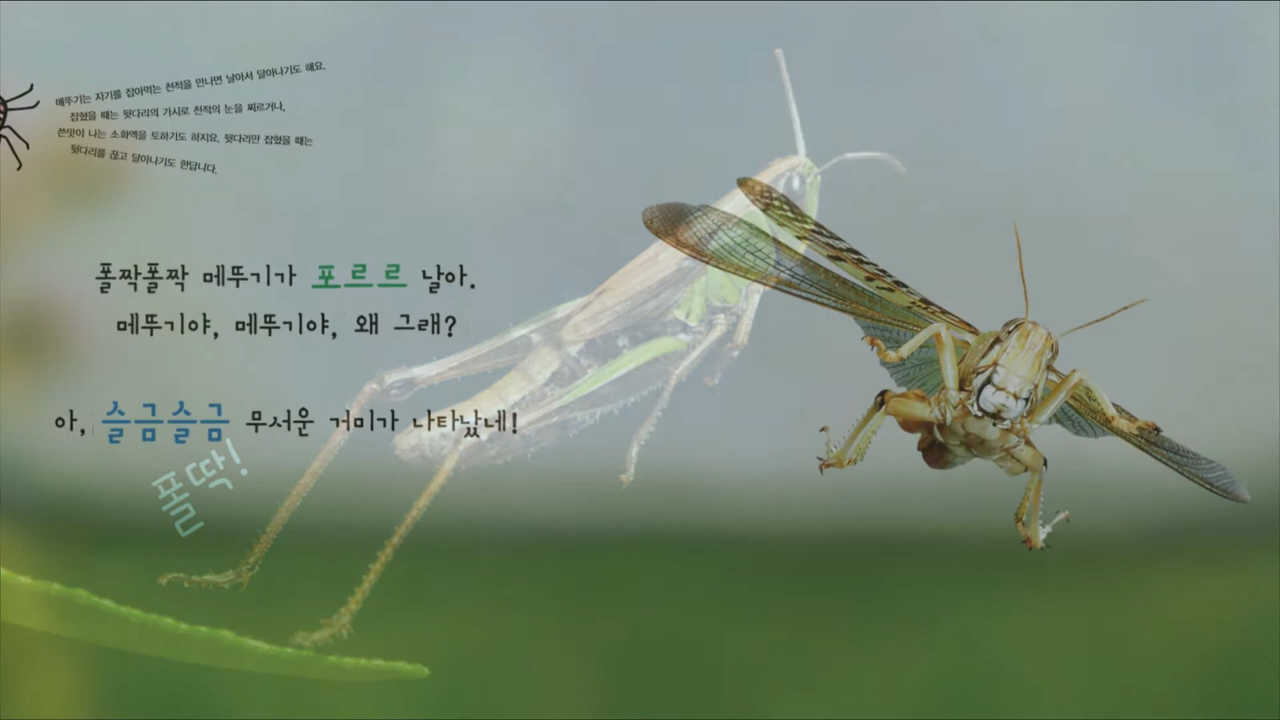 메뚜기는 자기를 잡아먹는 천적을 만나면 날아서 달아나기도 해요.
잡혔을 때는 뒷다리의 가시로 천적의 눈을 찌르거나,
쓴맛이 나는 소화액을 토하기도 하지요. 뒷다리만 잡혔을 때는
뒷다리를 끊고 달아나기도 한답니다.
폴짝폴짝 메뚜기가 포르르 날아.
메뚜기야, 메뚜기야, 왜 그래?
아, 슬금슬금 무서운 거미가 나타났네!
폴딱!